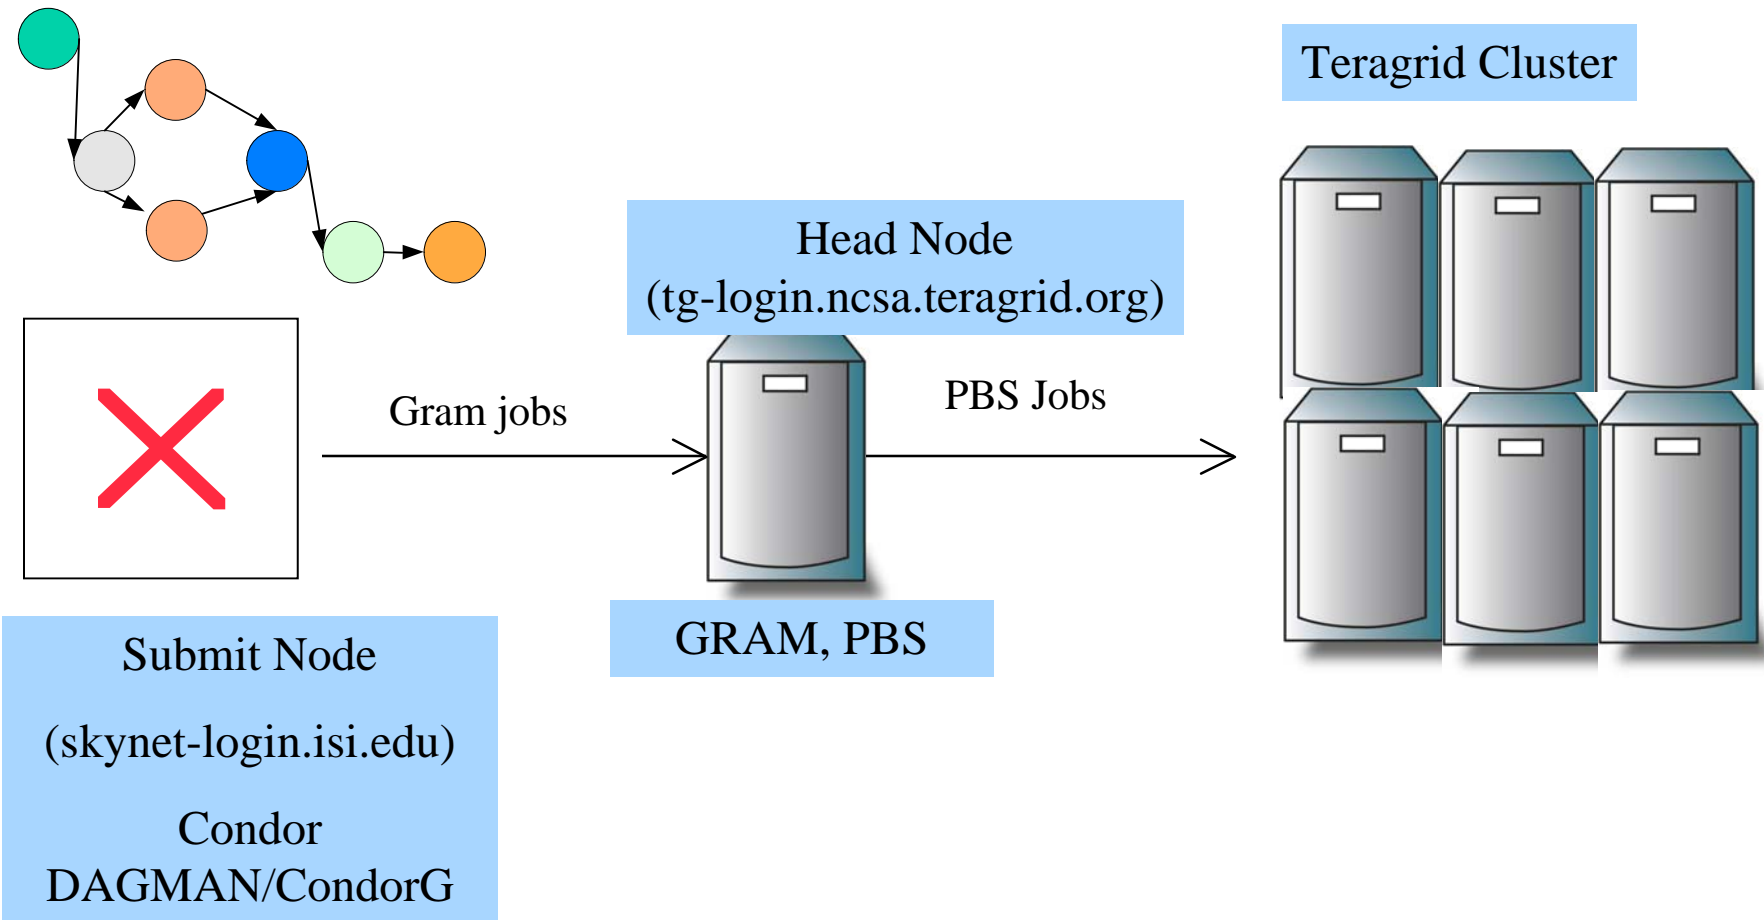 Teragrid Cluster
Head Node
(tg-login.ncsa.teragrid.org)
Gram jobs
PBS Jobs
GRAM, PBS
Submit Node
(skynet-login.isi.edu)
Condor
DAGMAN/CondorG